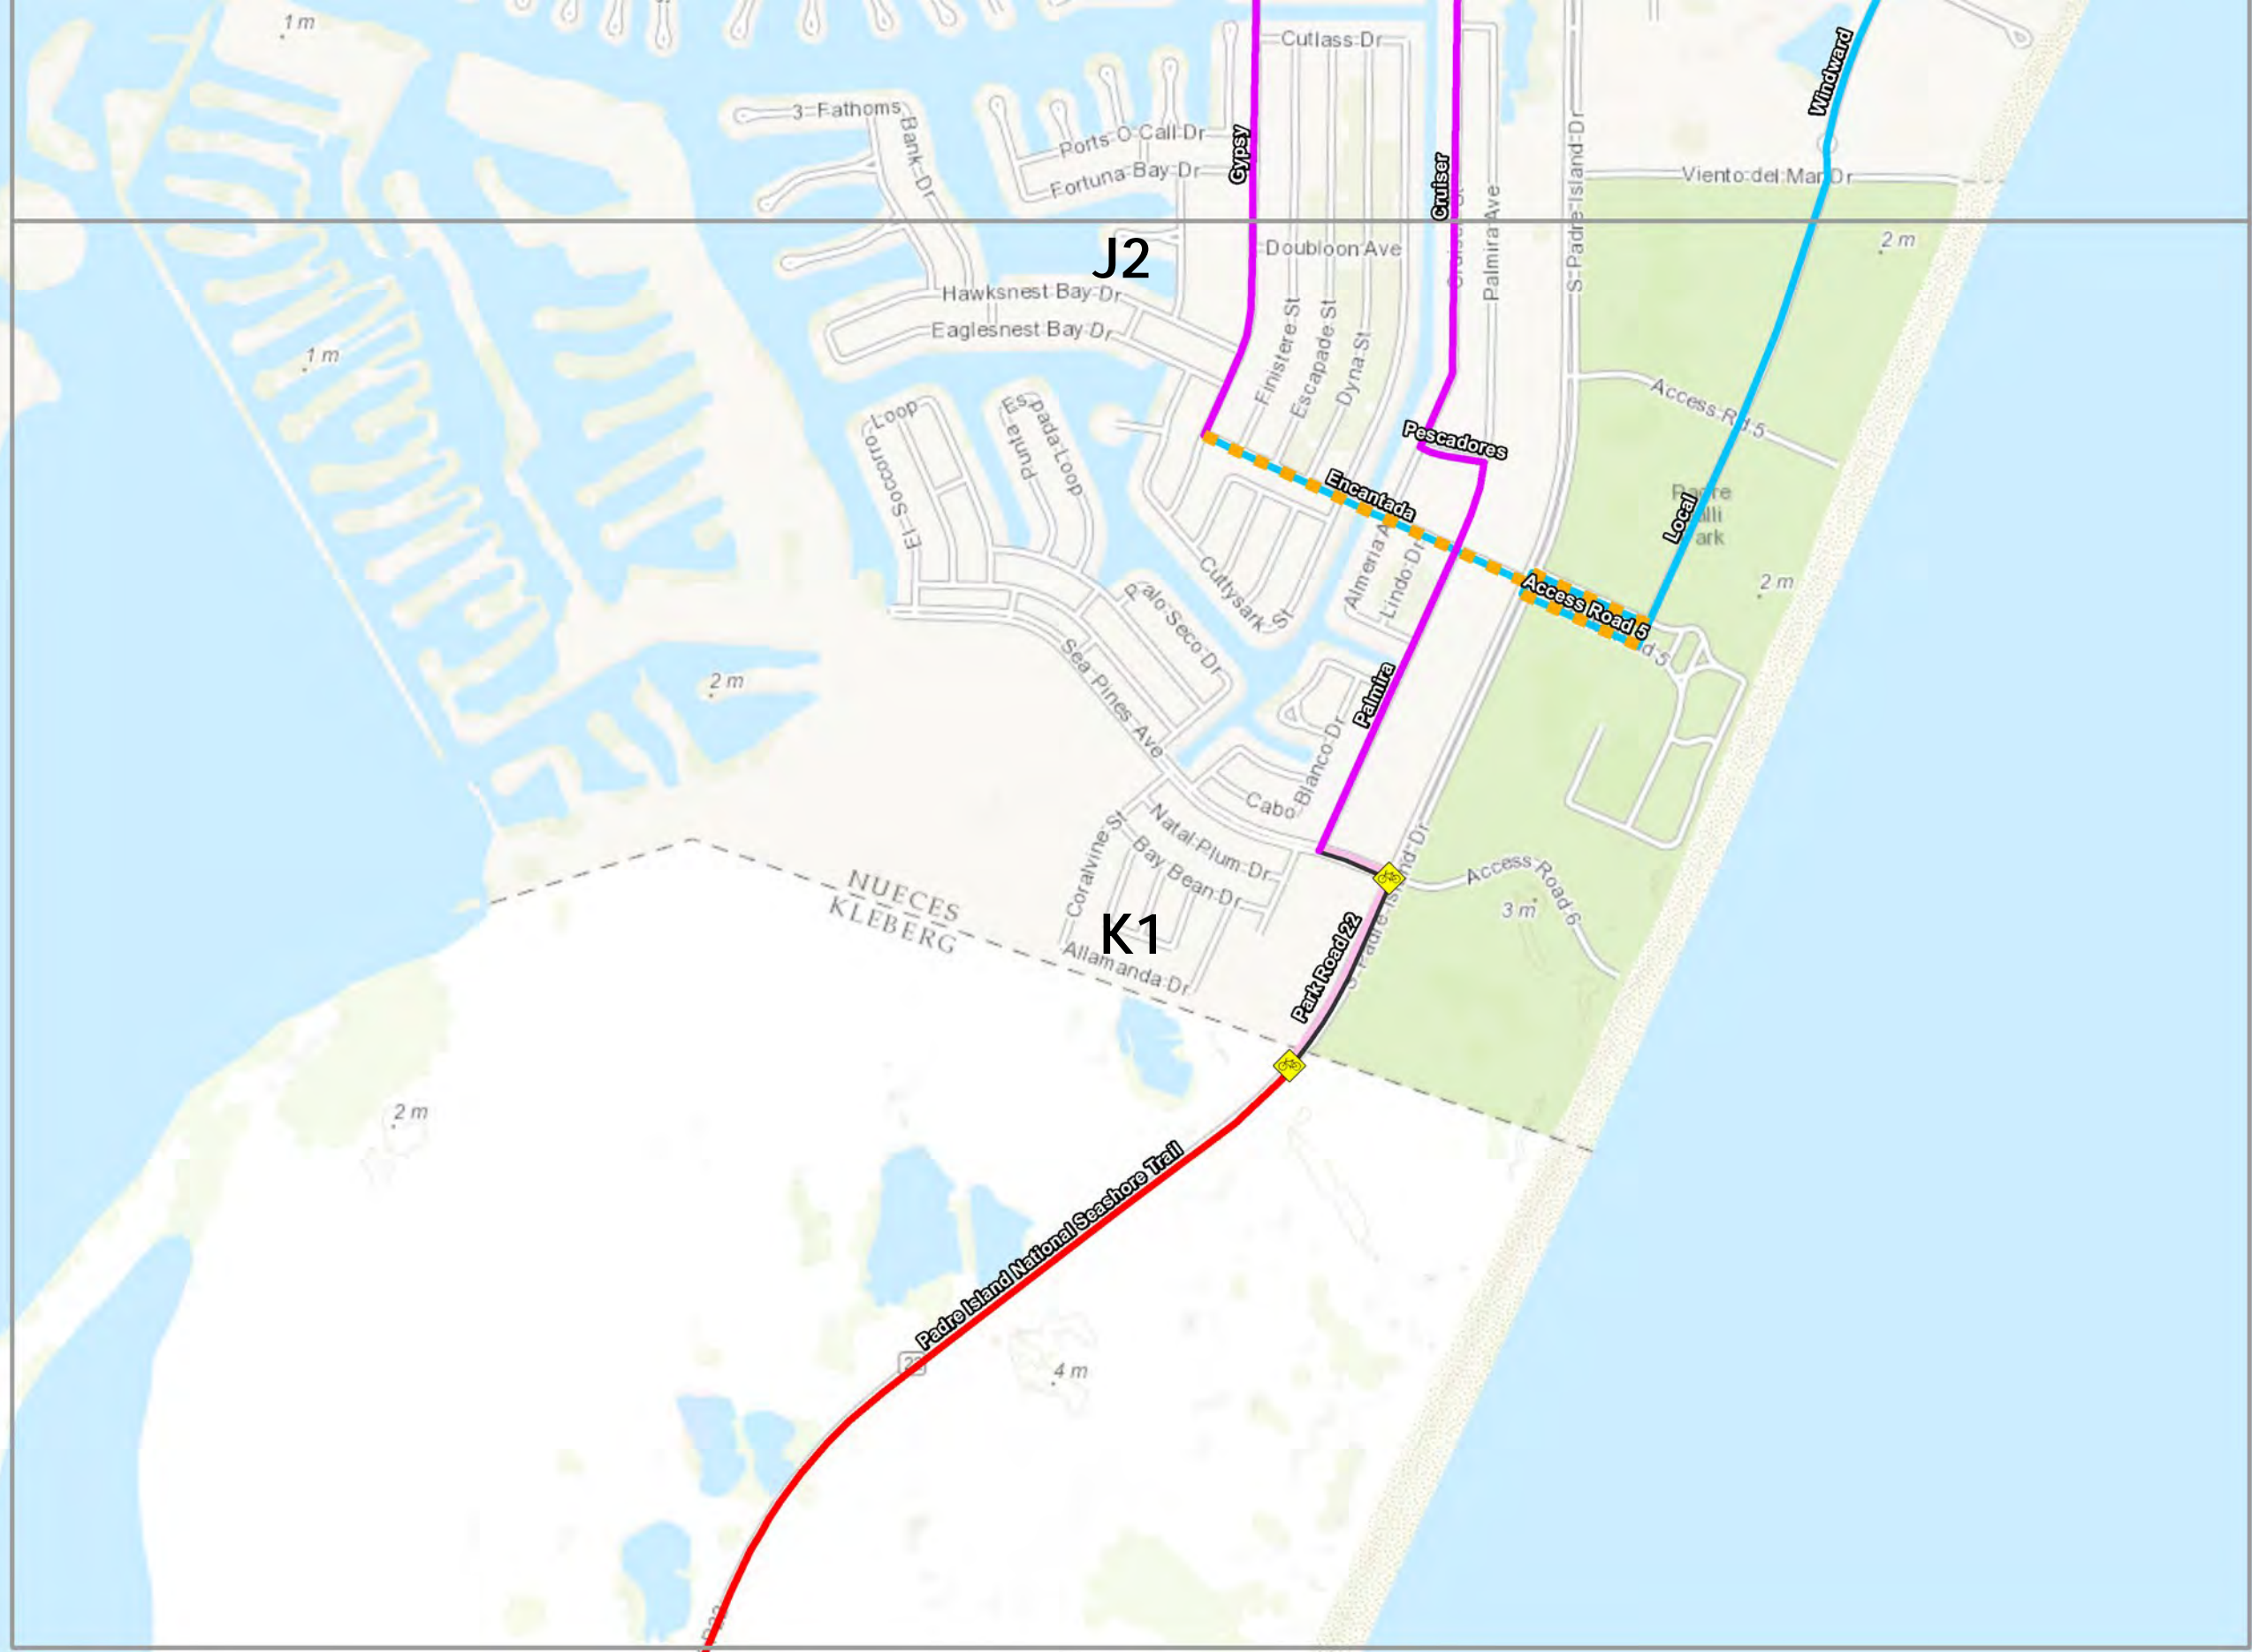 1 m
Cutlass Dr
Windward
3 Fathoms
Bank Dr
Ports O Call Dr
Fortuna Bay Dr
Gypsy
Cruiser
Palmira Ave
S Padre Island Dr
Viento del Mar Dr
J2
Doubloon Ave
2 m
Hawksnest Bay Dr
Eaglesnest Bay Dr
1 m
Finistere St
Escapade St
Dyna St
Access Rd 5
El Soccorro Loop
Punta Espada Loop
Pescadores
Encantada
Local
Almeria A
Lindo Dr
Cuttysark St
Access Road 5
d 5
2 m
Palo Seco Dr
Sea Pines Ave
2 m
Palmira
Cabo Blanco Dr
Natal Plum Dr
Bay Bean Dr
Coralvine St
Access Road 6
3 m
NUECES
KLEBERG
K1
Allamanda Dr
Park Road 22
2 m
Padre Island National Seashore Trail
22
4 m